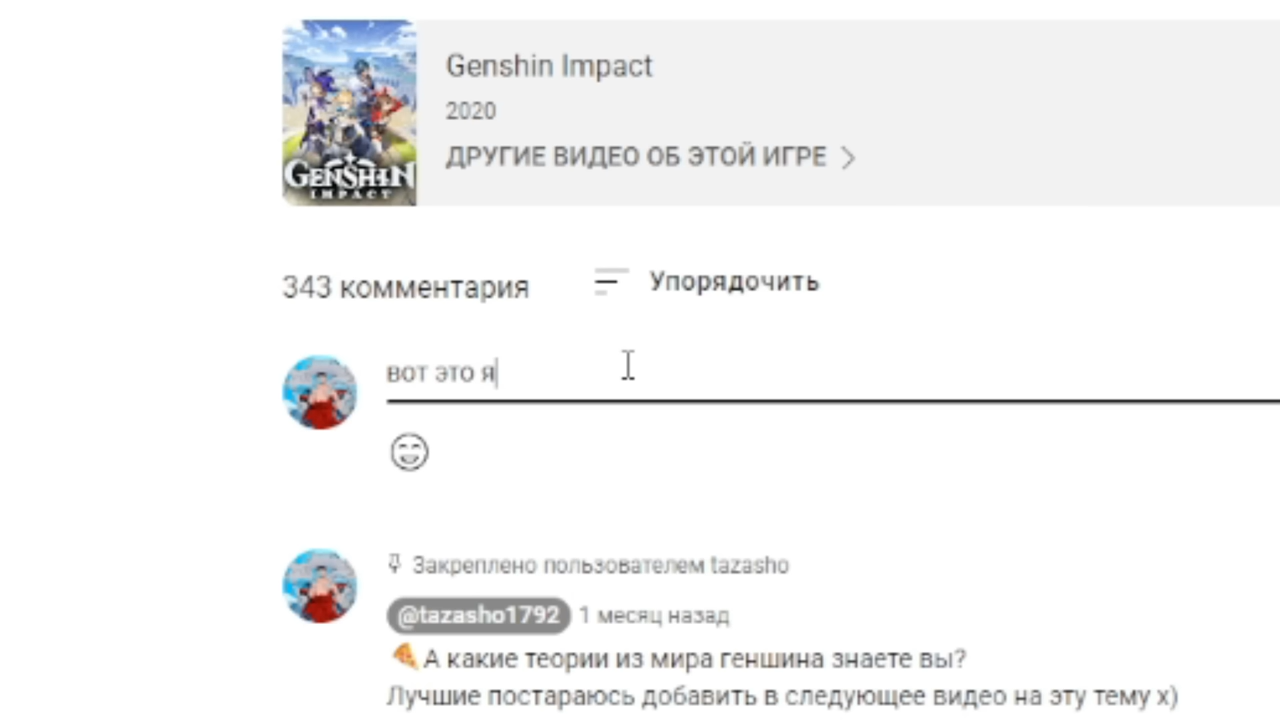 GENSHIN
IMPACT
Genshin Impact
2020
ДРУГИЕ ВИДЕО ОБ ЭТОЙ ИГРЕ
343 комментария
Упорядочить
вот это я
Закреплено пользователем tazasho
@tazasho1792 1 месяц назад
🍕А какие теории из мира геншина знаете вы?
Лучшие постараюсь добавить в следующее видео на эту тему х)